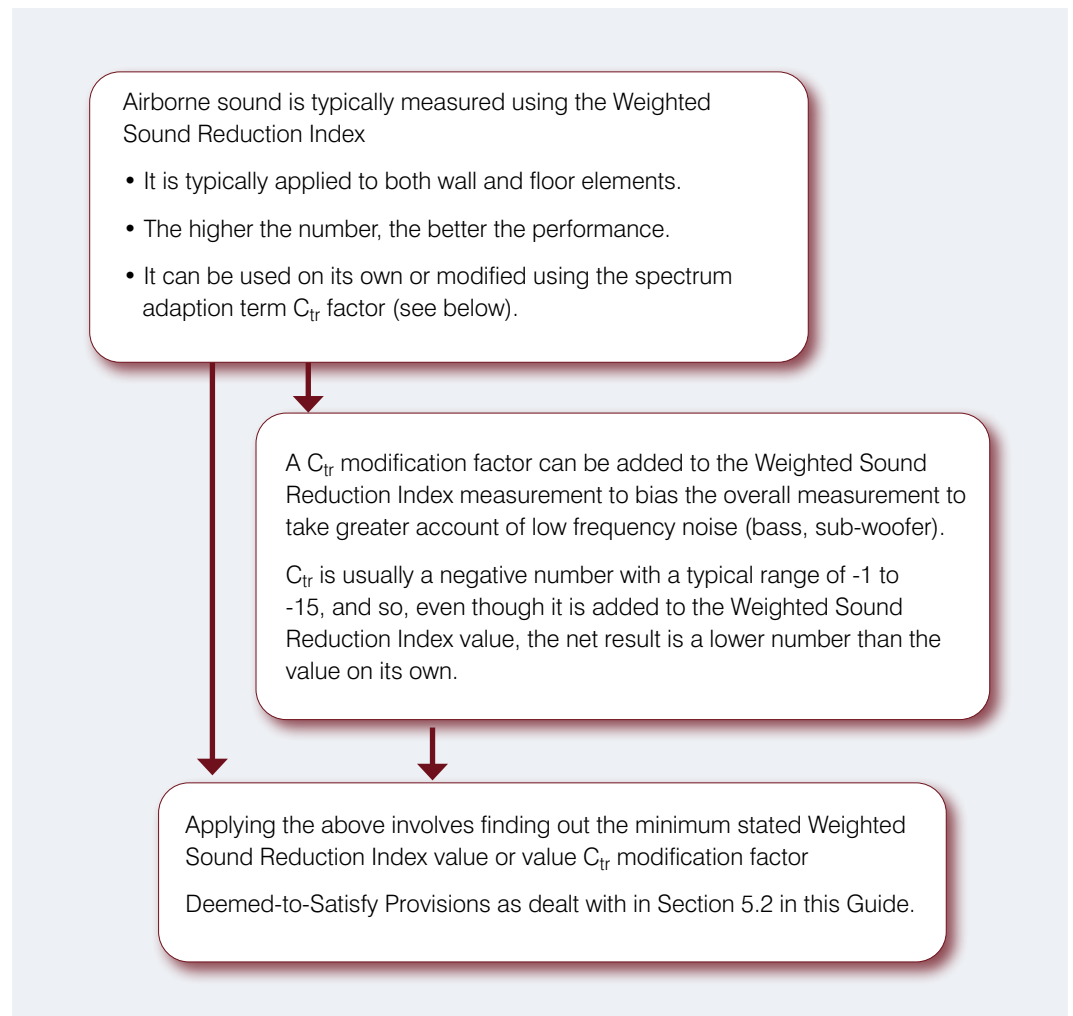 Airborne sound is typically measured using the Weighted
Sound Reduction Index
• It is typically applied to both wall and floor elements.
• The higher the number, the better the performance.
• It can be used on its own or modified using the spectrum
adaption term Ctr factor (see below).
A Ctr modification factor can be added to the Weighted Sound
Reduction Index measurement to bias the overall measurement to
take greater account of low frequency noise (bass, sub-woofer).
Ctr is usually a negative number with a typical range of -1 to
-15, and so, even though it is added to the Weighted Sound
Reduction Index value, the net result is a lower number than the
value on its own.
Applying the above involves finding out the minimum stated Weighted
Sound Reduction Index value or value Ctr modification factor
Deemed-to-Satisfy Provisions as dealt with in Section 5.2 in this Guide.